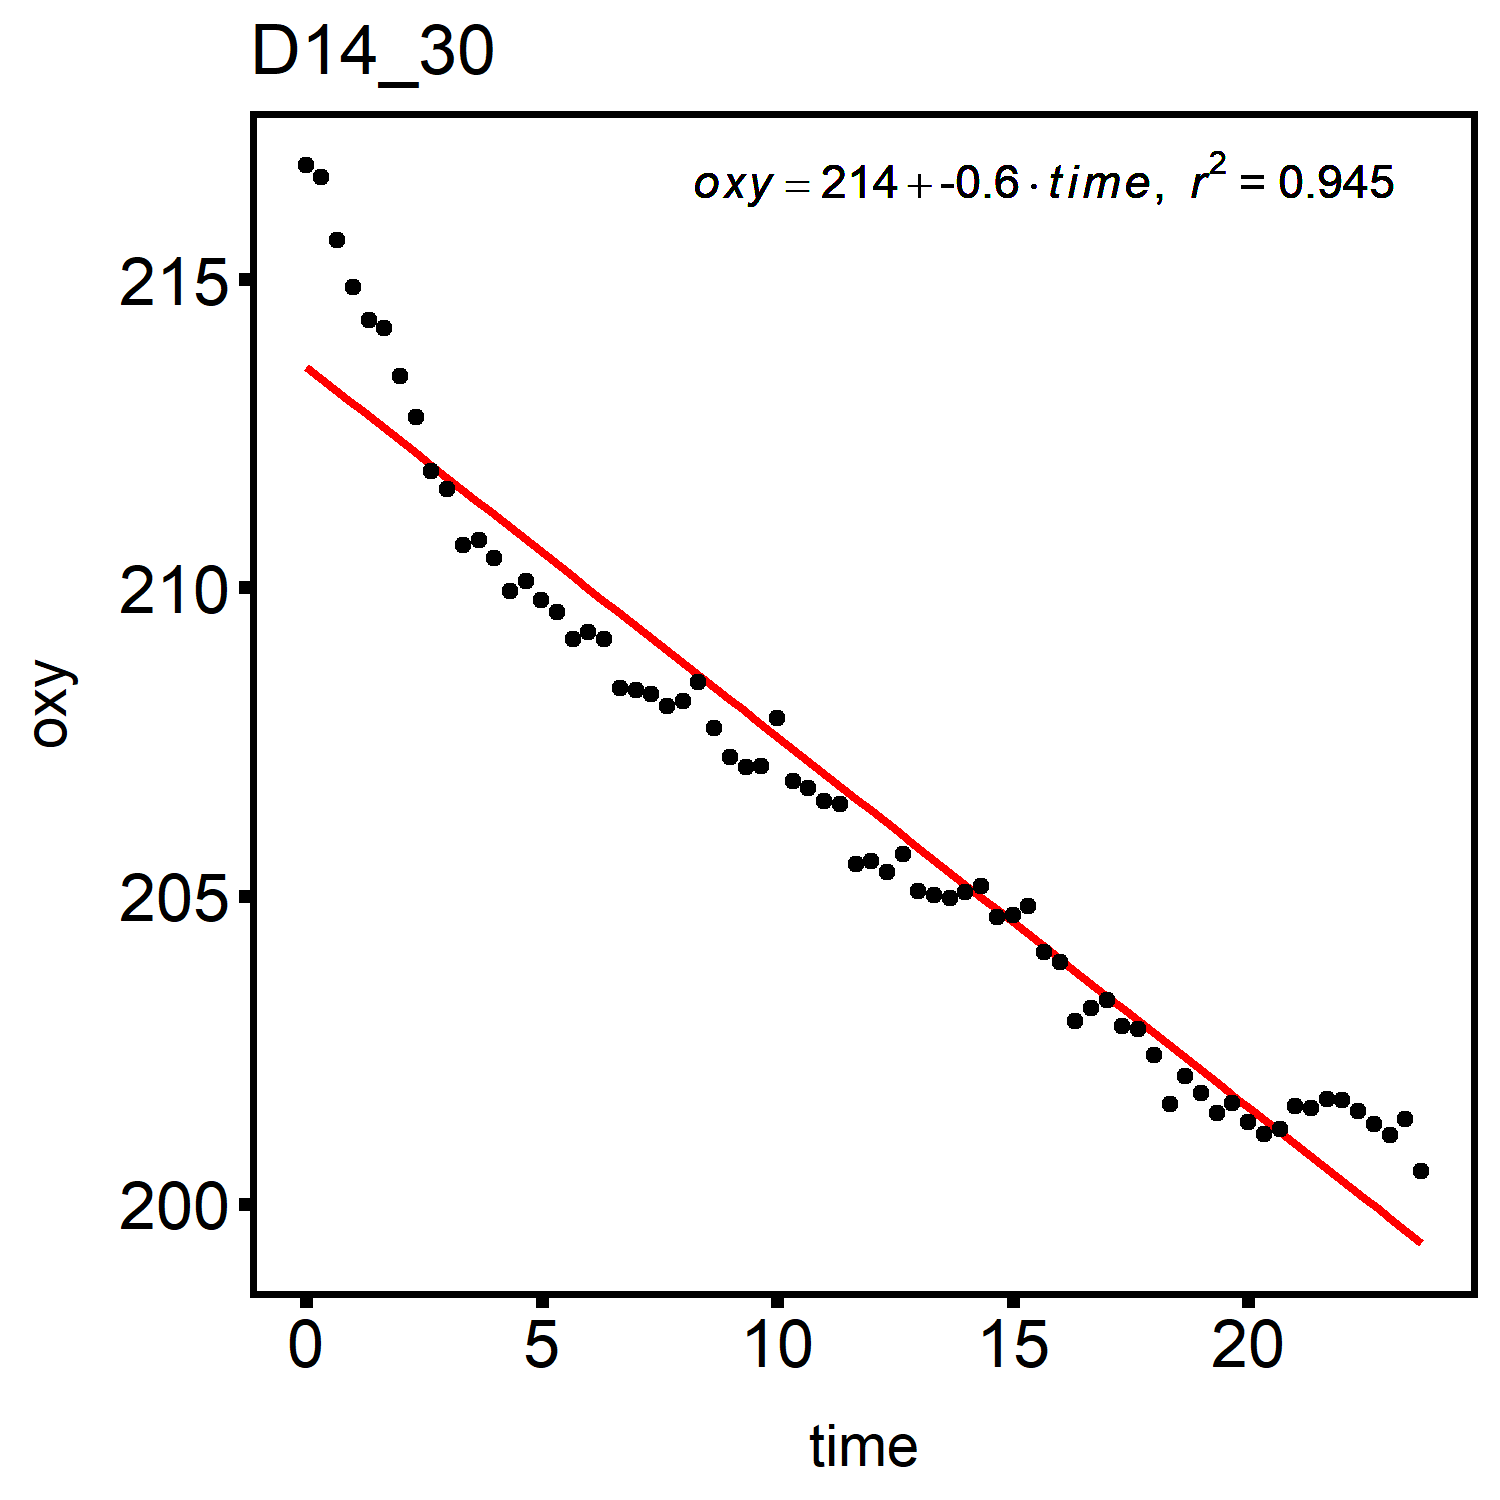 D14_30
oxy = 214 + -0.6 · time, r² = 0.945
215
210
205
200
oxy
0 5 10 15 20
time